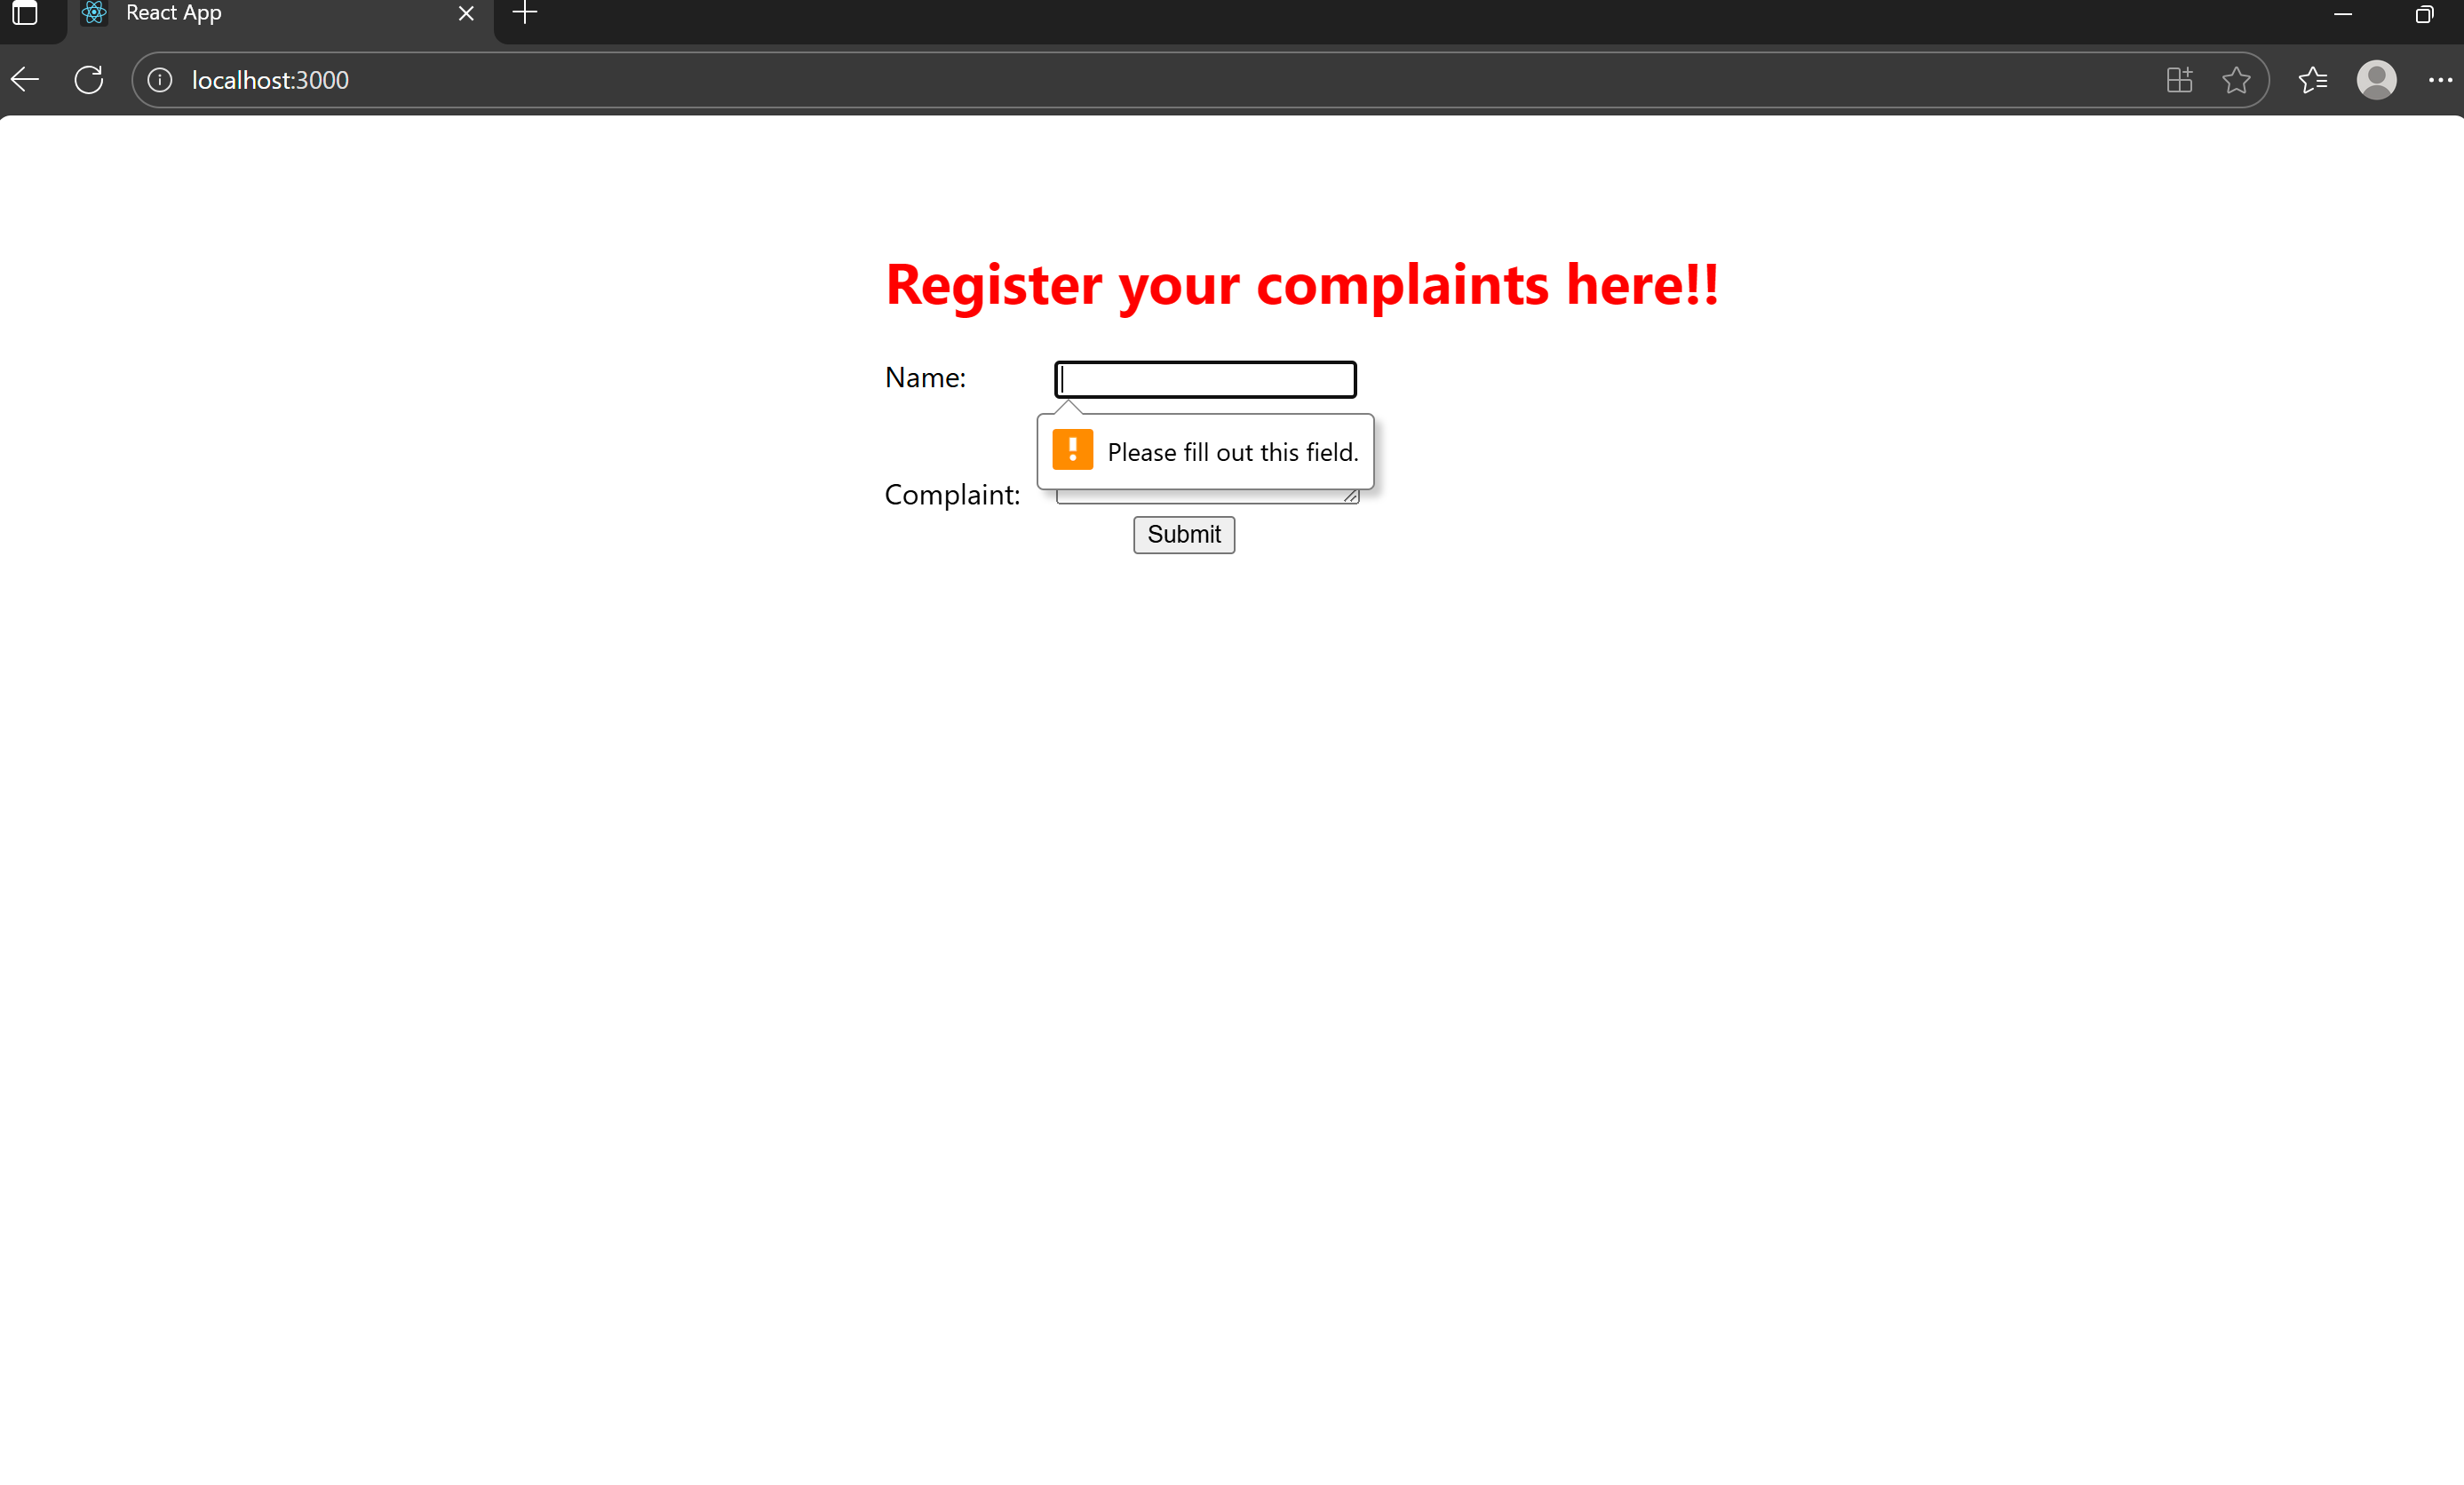 React App
localhost:3000
Register your complaints here!!
Name:
Please fill out this field.
Complaint:
Submit